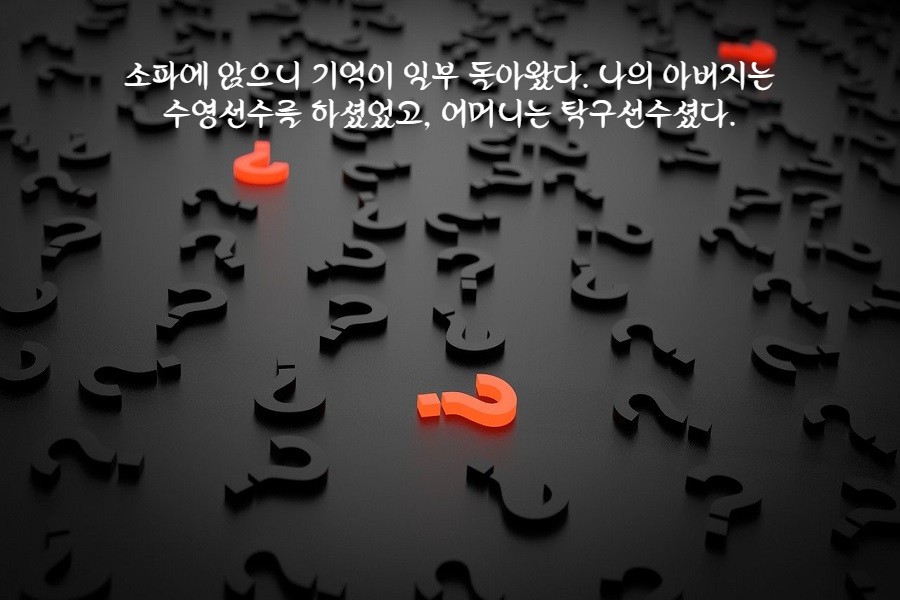 소파에 앉으니 기억이 일부 돌아왔다. 나의 아버지는
수영선수를 하셨었고, 어머니는 탁구선수셨다.